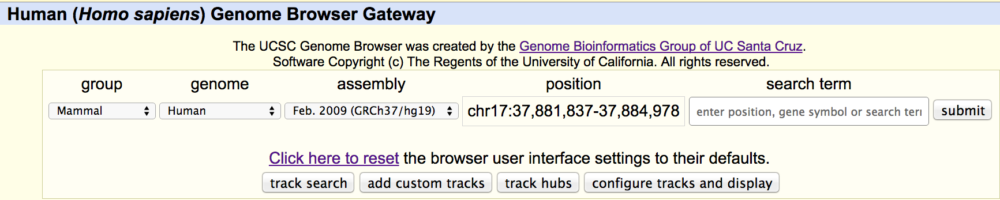 Human (Homo sapiens) Genome Browser Gateway
The UCSC Genome Browser was created by the Genome Bioinformatics Group of UC Santa Cruz.
Software Copyright (c) The Regents of the University of California. All rights reserved.
group genome assembly position search term
Mammal Human Feb. 2009 (GRCh37/hg19) chr17:37,881,837-37,884,978 enter position, gene symbol or search teri submit
Click here to reset the browser user interface settings to their defaults.
track search add custom tracks track hubs configure tracks and display